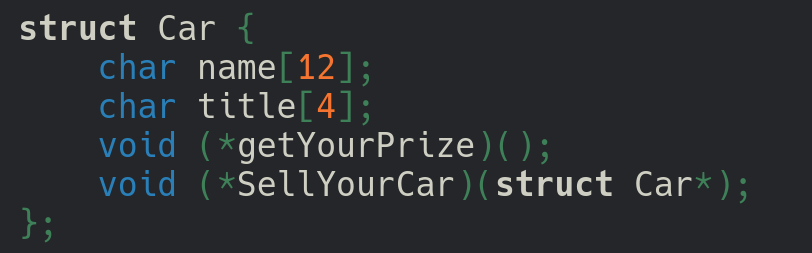 struct Car {
    char name[12];
    char title[4];
    void (*getYourPrize)();
    void (*SellYourCar)(struct Car*);
};